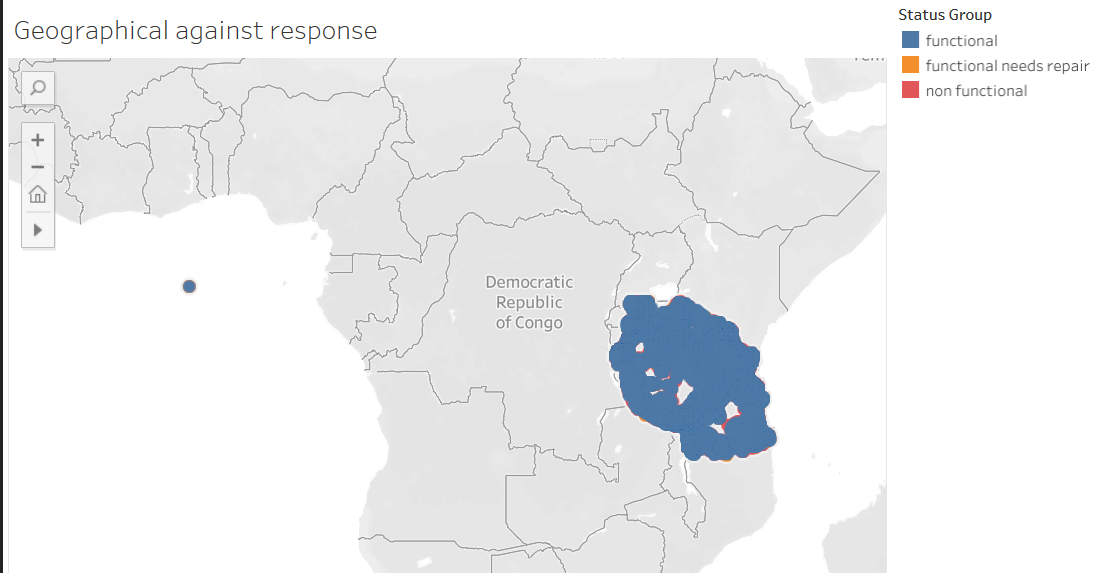 Geographical against response
Status Group
functional
functional needs repair
non functional
Democratic
Republic
of Congo